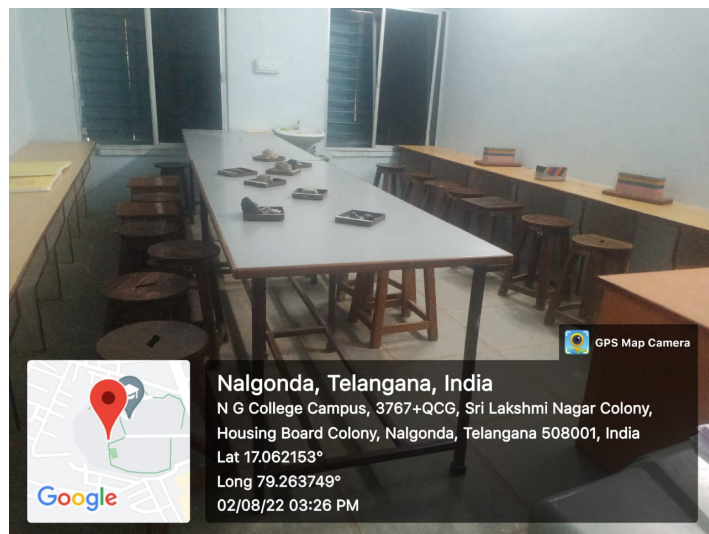 GPS Map Camera
Nalgonda, Telangana, India
N G College Campus, 3767+QCG, Sri Lakshmi Nagar Colony,
Housing Board Colony, Nalgonda, Telangana 508001, India
Lat 17.062153°
Long 79.263749°
02/08/22 03:26 PM
Google